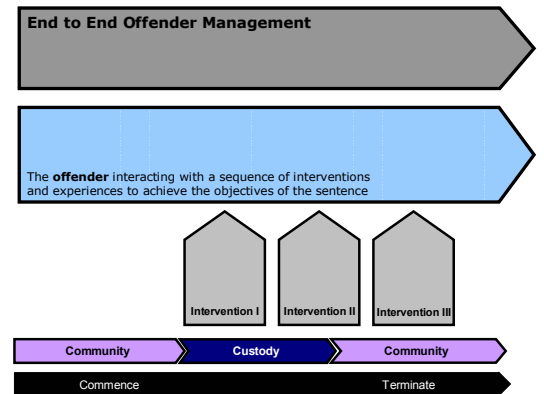 End to End Offender Management
The offender interacting with a sequence of interventions
and experiences to achieve the objectives of the sentence
Intervention I
Intervention II
Intervention III
Community
Custody
Community
Commence
Terminate